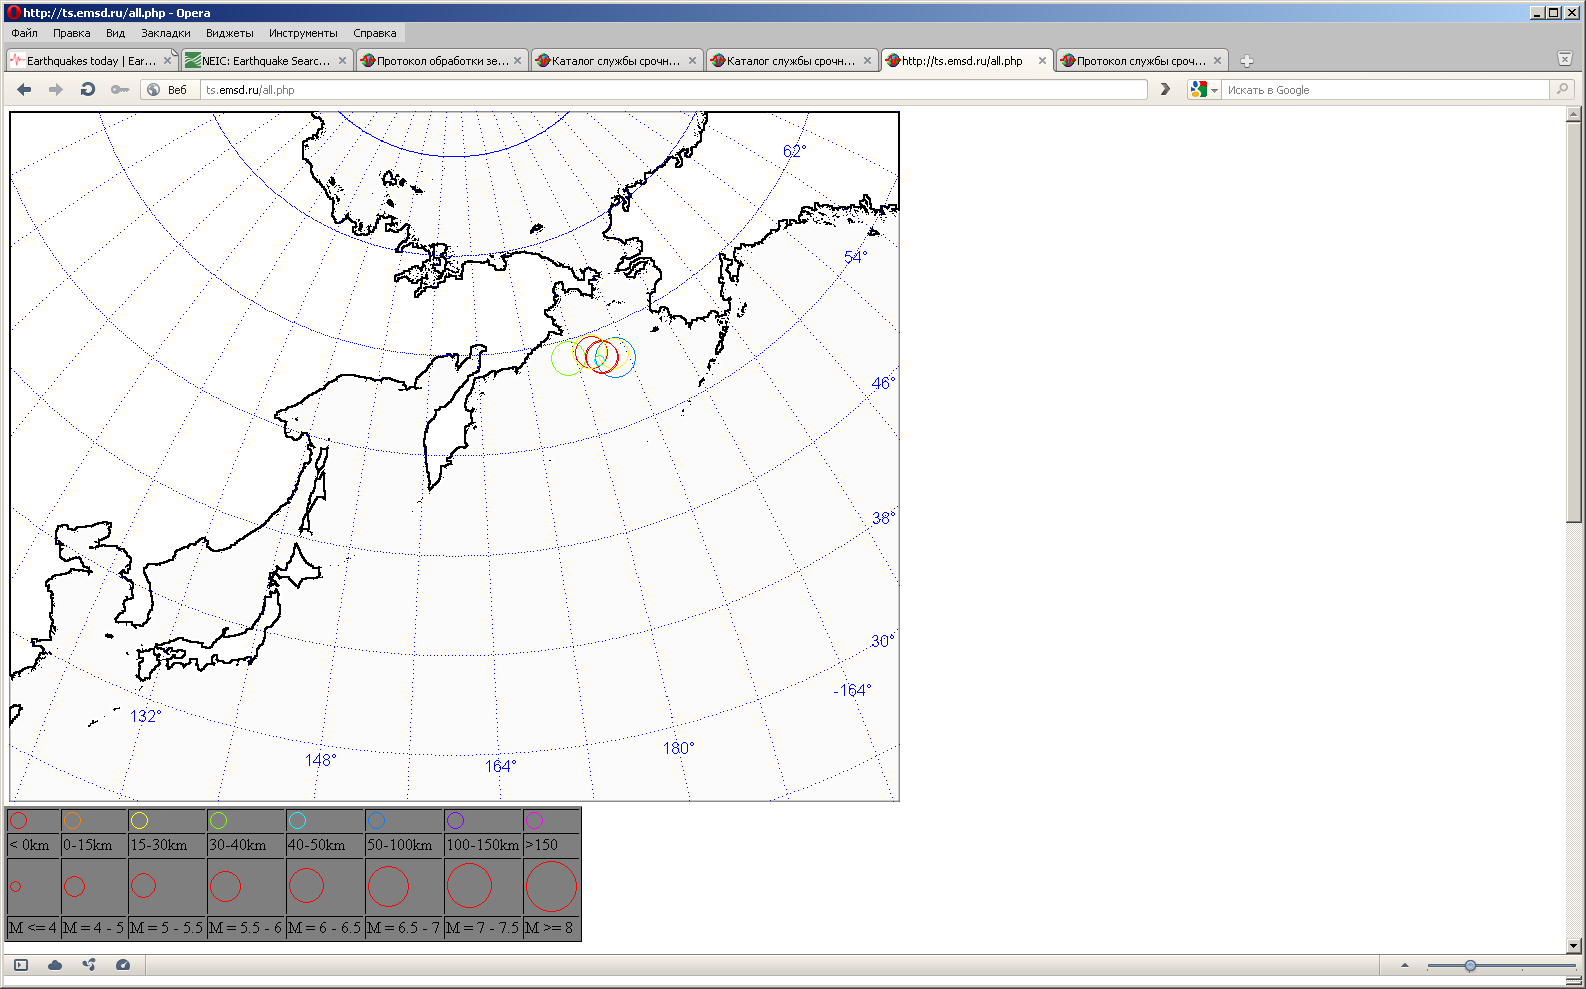 http://ts.emsd.ru/all.php - Opera
Файл Правка Вид Закладки Виджеты Инструменты Справка
Earthquakes today | Ear...
NEIC: Earthquake Searc...
Протокол обработки зе...
Каталог службы срочн...
Каталог службы срочн...
http://ts.emsd.ru/all.php
Протокол службы сроч...
Веб
ts.emsd.ru/all.php
Искать в Google
62°
54°
46°
38°
30°
-164°
132°
148°
164°
180°
< 0km 0-15km 15-30km 30-40km 40-50km 50-100km 100-150km >150
M <= 4 M = 4 - 5 M = 5 - 5.5 M = 5.5 - 6 M = 6 - 6.5 M = 6.5 - 7 M = 7 - 7.5 M >= 8